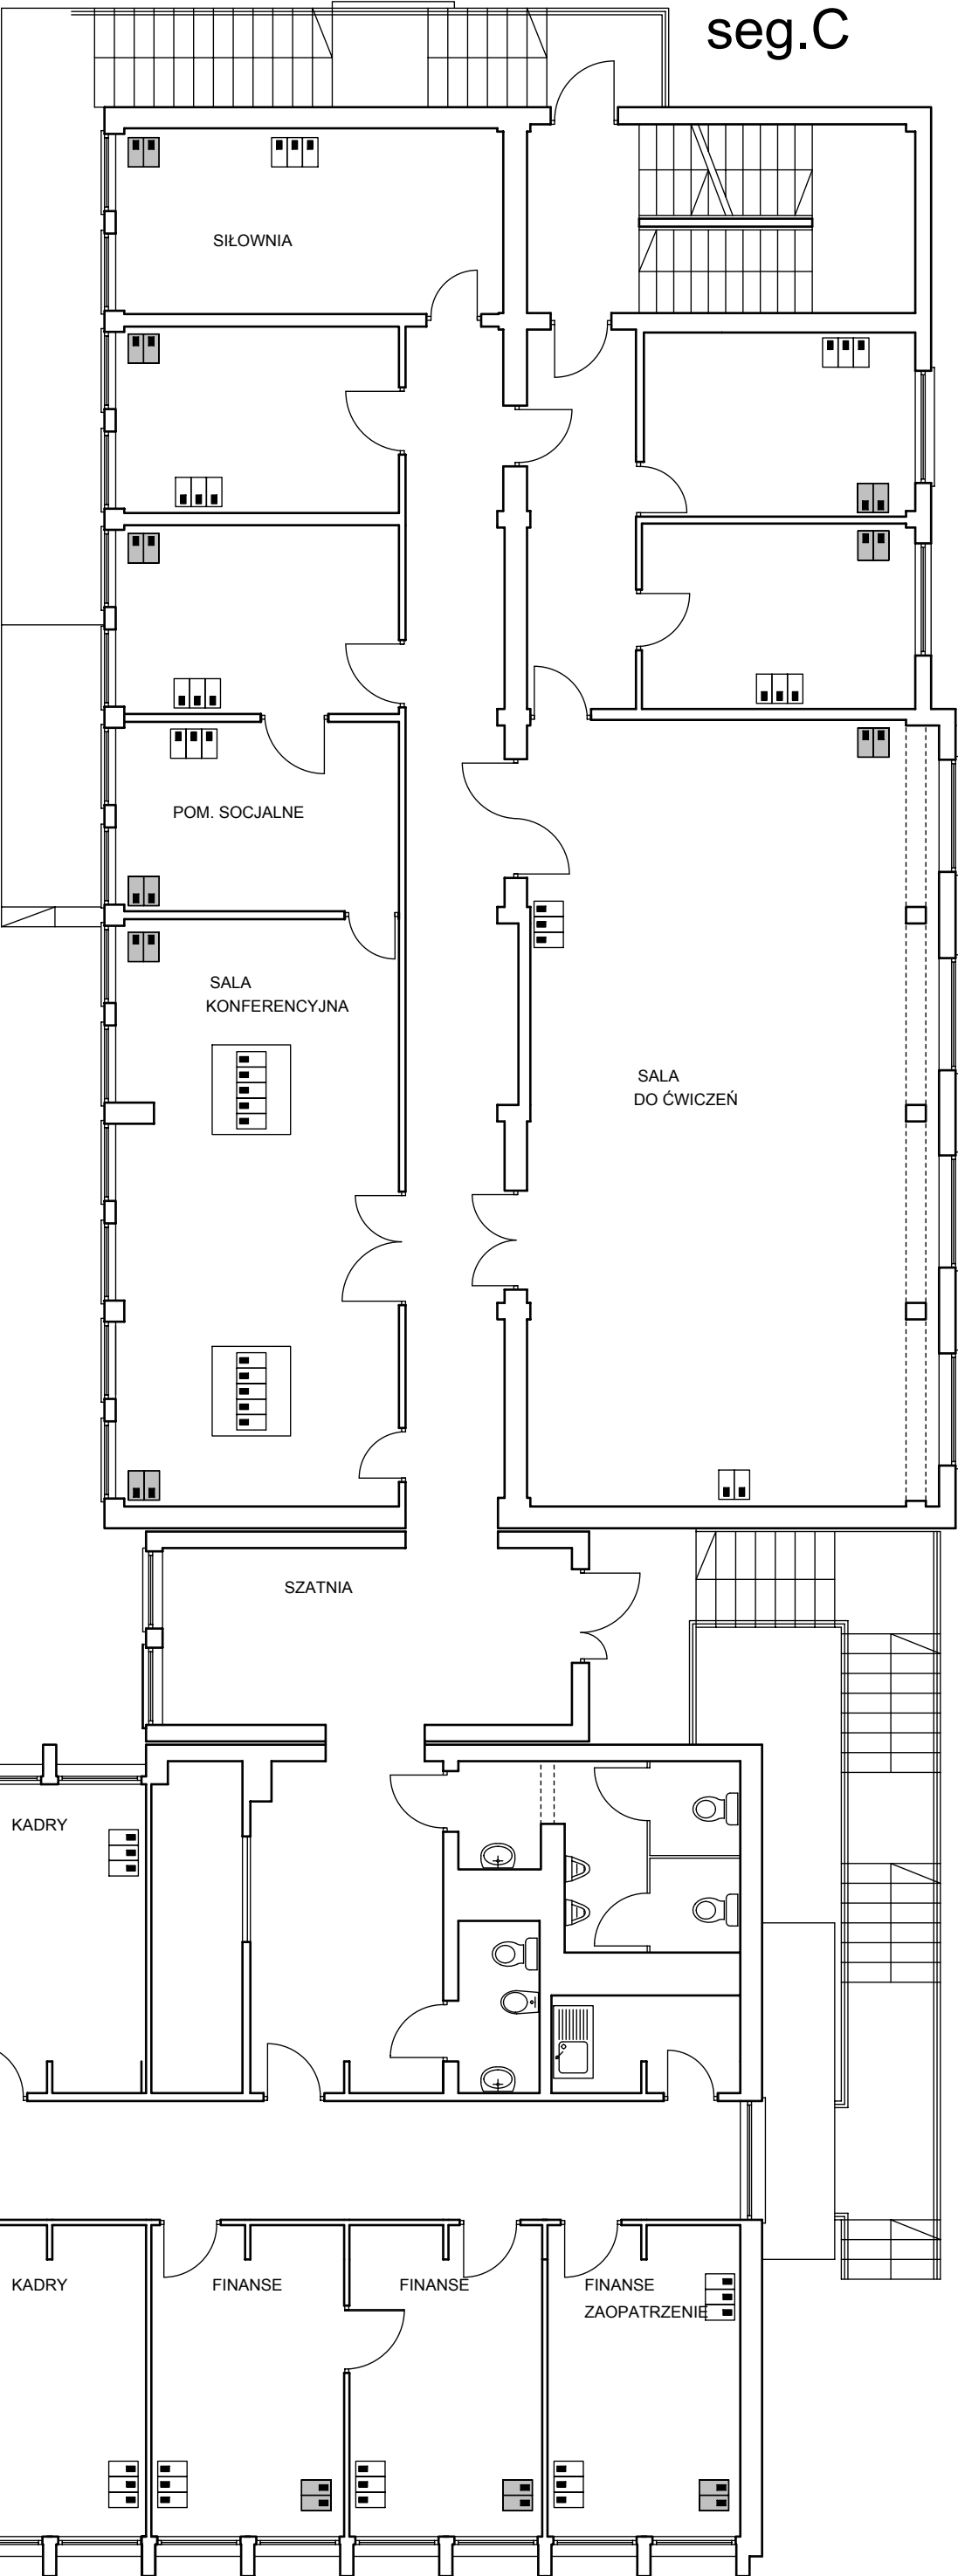 seg.C
SIŁOWNIA
POM. SOCJALNE
SALA
KONFERENCYJNA
SALA
DO ĆWICZEŃ
SZATNIA
KADRY
KADRY
FINANSE
FINANSE
FINANSE
ZAOPATRZENIE